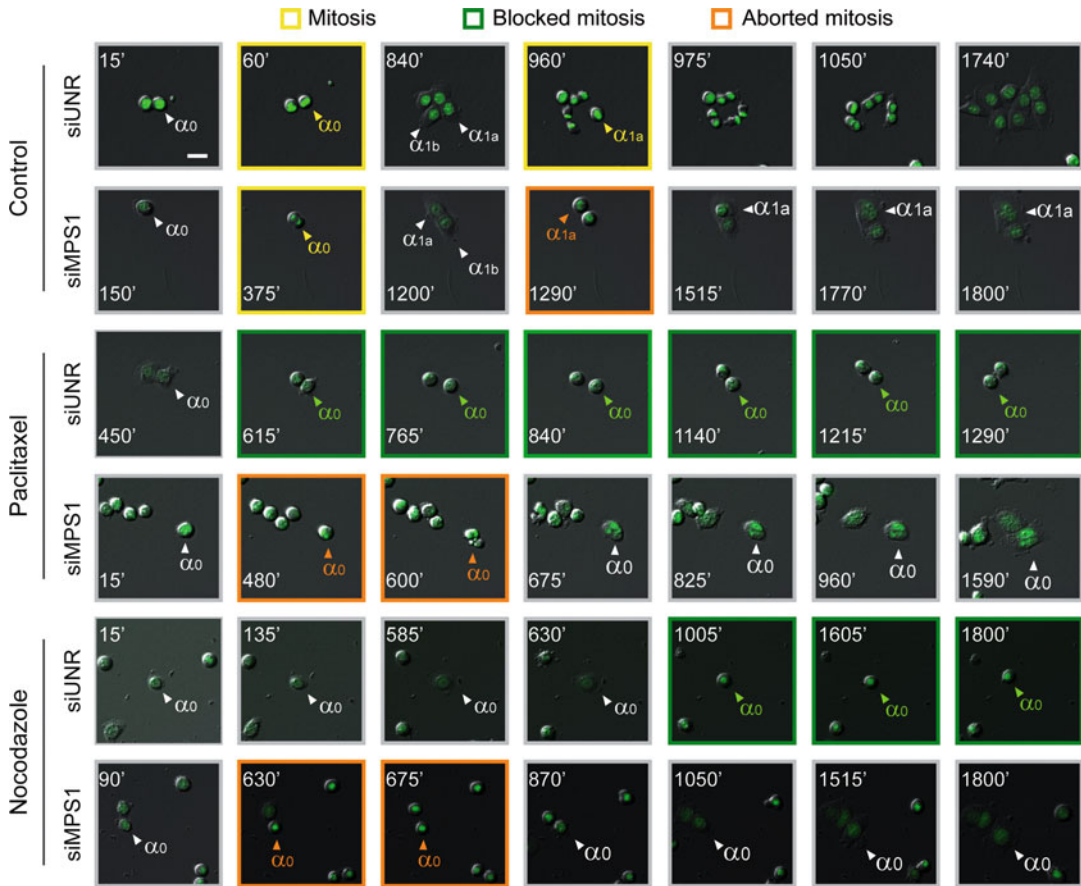 Mitosis Blocked mitosis Aborted mitosis
Control
siUNR
15’ 60’ 840’ 960’ 975’ 1050’ 1740’
α0 α0 α1b α1a α1a
siMPS1
α0 α0 α1a α1b α1a α1a α1a α1a
150’ 375’ 1200’ 1290’ 1515’ 1770’ 1800’
Paclitaxel
siUNR
α0 α0 α0 α0 α0 α0 α0
450’ 615’ 765’ 840’ 1140’ 1215’ 1290’
siMPS1
α0 α0 α0 α0 α0 α0 α0
15’ 480’ 600’ 675’ 825’ 960’ 1590’
Nocodazole
siUNR
15’ 135’ 585’ 630’ 1005’ 1605’ 1800’
α0 α0 α0 α0 α0 α0 α0
siMPS1
90’ 630’ 675’ 870’ 1050’ 1515’ 1800’
α0 α0 α0 α0 α0 α0 α0